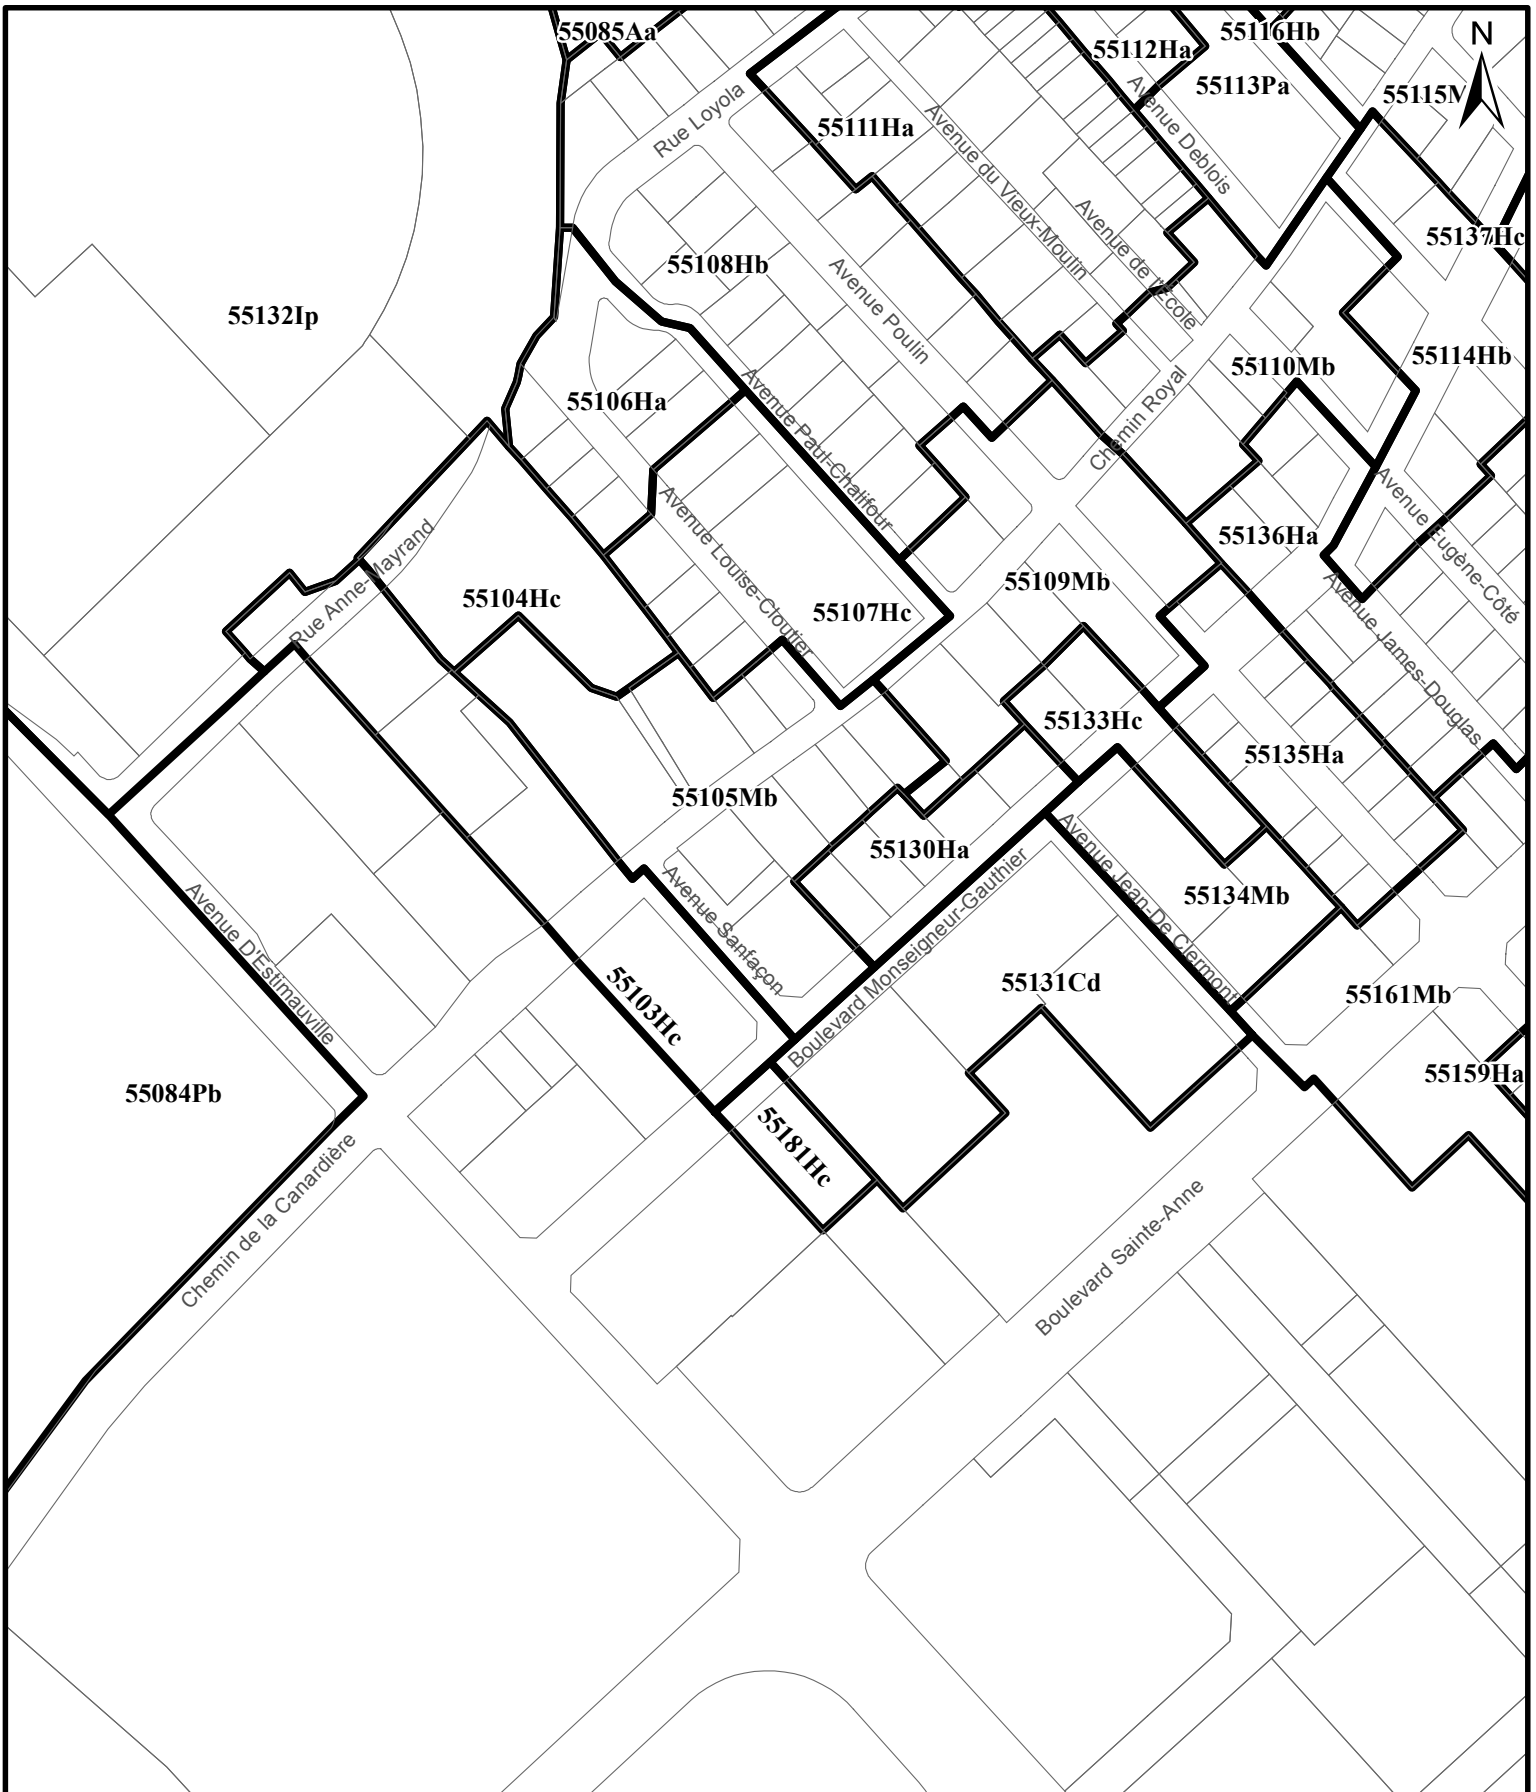 55085Aa
55116Hb
N
55112Ha
55113Pa
55115M
Rue Loyola
55111Ha
Avenue du Vieux-Moulin
Avenue Deblois
Avenue de l'École
55137Hc
55108Hb
Avenue Poulin
55132Ip
55114Hb
55110Mb
55106Ha
Avenue Paul-Chalifour
Chemin Royal
Avenue Eugène-Côté
Avenue Louise-Cloutier
55136Ha
Rue Anne-Mayrand
55104Hc
55107Hc
55109Mb
Avenue James-Douglas
55133Hc
55135Ha
55105Mb
55130Ha
Avenue Jean-De Clermont
Avenue Sanfaçon
Boulevard Monseigneur-Gauthier
55134Mb
Avenue D'Estimauville
55103Hc
55131Cd
55161Mb
55084Pb
55159Ha
55181Hc
Chemin de la Canardière
Boulevard Sainte-Anne